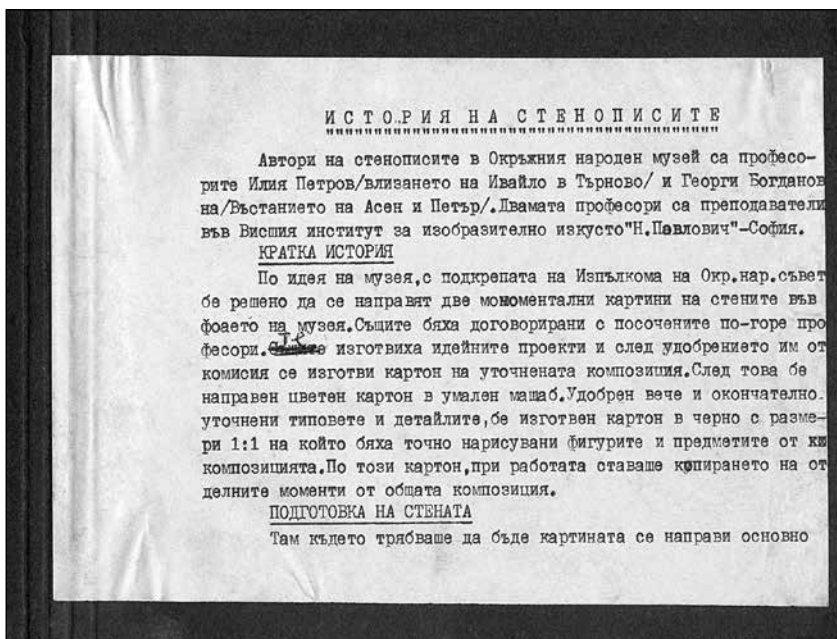 ИСТО..РИЯ НА СТЕНОПИСИТЕ
""""""""""""""""""""""""""""""""""""""""""
Автори на стенописите в Окръжния народен музей са професо-
рите Илия Петров/влизането на Ивайло в Търново/ и Георги Богданов
на/Въстанието на Асен и Петър/.Двамата професори са преподаватели
във Висшия институт за изобразително изкусто"Н.Павлович"-София.
КРАТКА ИСТОРИЯ
По идея на музея,с подкрепата на Изпълкома на Окр.нар.съвет
бе решено да се направят две мономентални картини на стените във
фоаето на музея.Същите бяха договорирани с посочените по-горе про
фесори.Те изготвиха идейните проекти и след удобрението им от
комисия се изготви картон на уточнената композиция.След това бе
направен цветен картон в умален машаб.Удобрен вече и окончателно
уточнени типовете и детайлите,бе изготвен картон в черно с разме-
ри 1:1 на който бяха точно нарисувани фигурите и предметите от
композицията.По този картон,при работата ставаше копирането на от
делните моменти от общата композиция.
ПОДГОТОВКА НА СТЕНАТА
Там където трябваше да бъде картината се направи основно